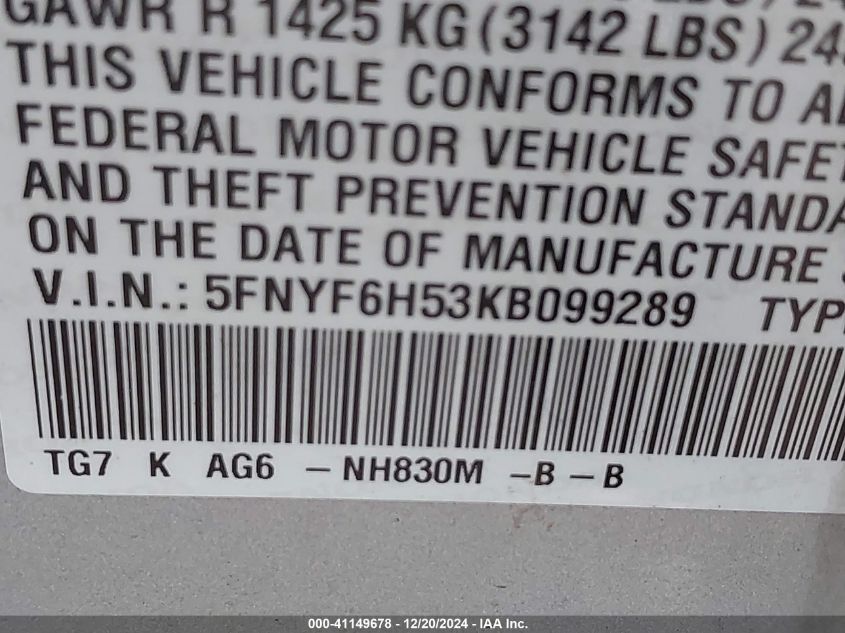 GAWR R 1425 KG (3142 LBS)
THIS VEHICLE CONFORMS TO
FEDERAL MOTOR VEHICLE
AND THEFT PREVENTION
ON THE DATE OF MANUFACTURE
V.I.N.: 5FNYF6H53KB099289
TG7 K AG6 -NH830M -B-B
000-41149678 - 12/20/2024 - IAA Inc.